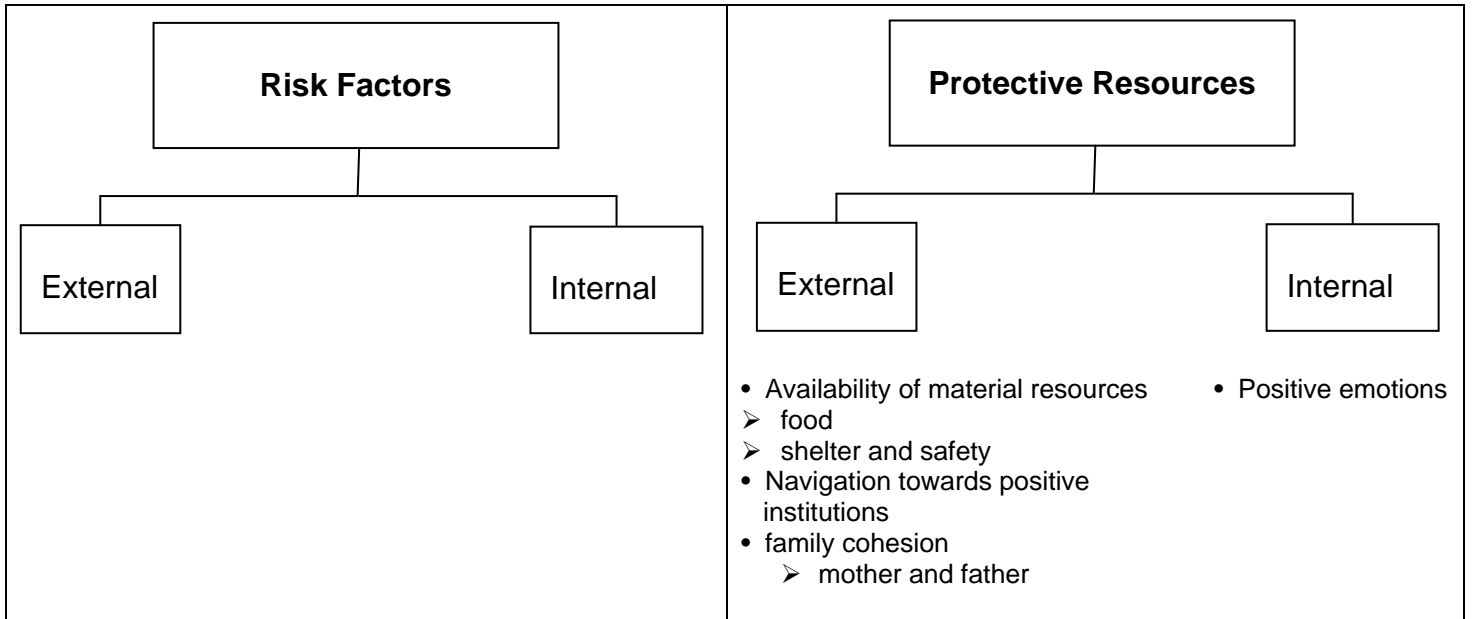 Risk Factors
External
Internal
Protective Resources
External
Internal
• Availability of material resources
➢ food
➢ shelter and safety
• Navigation towards positive
institutions
• family cohesion
➢ mother and father
• Positive emotions